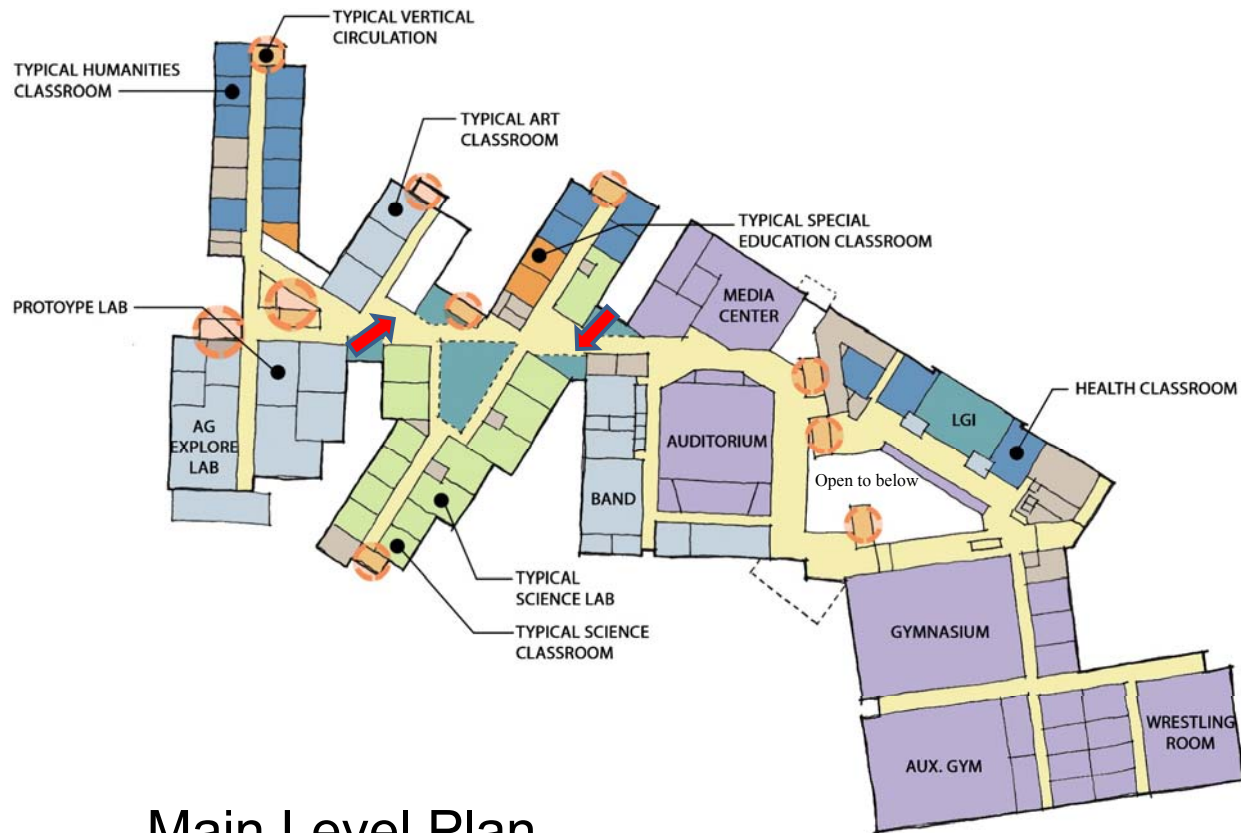 TYPICAL VERTICAL
CIRCULATION
TYPICAL HUMANITIES
CLASSROOM
TYPICAL ART
CLASSROOM
TYPICAL SPECIAL
EDUCATION CLASSROOM
PROTOYPE LAB
MEDIA
CENTER
HEALTH CLASSROOM
LGI
AG
EXPLORE
LAB
AUDITORIUM
Open to below
BAND
TYPICAL
SCIENCE LAB
TYPICAL SCIENCE
CLASSROOM
GYMNASIUM
WRESTLING
ROOM
AUX. GYM
Main Level Plan